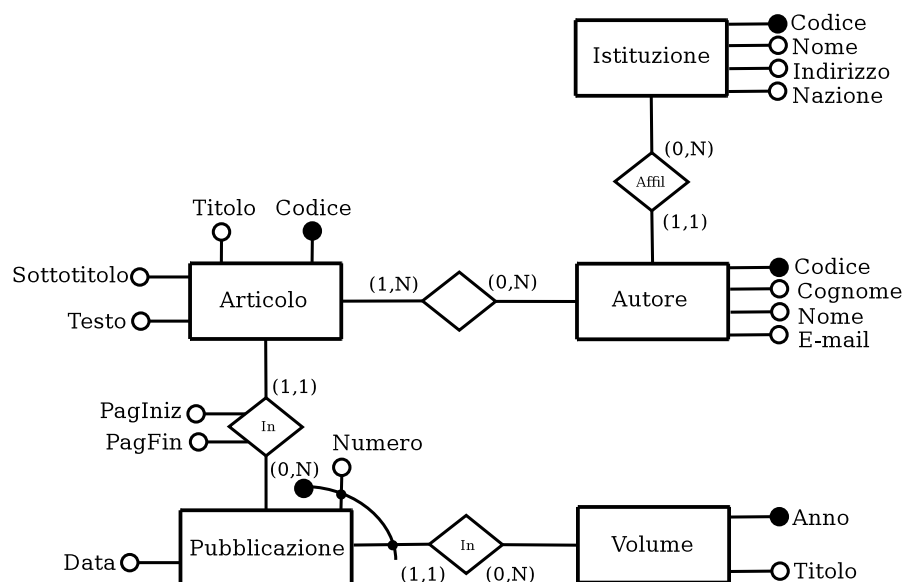 Codice
Istituzione
Nome
Indirizzo
Nazione
(0,N)
Affil
(1,1)
Titolo
Codice
Sottotitolo
Articolo
Testo
(1,N)
(0,N)
Autore
Codice
Cognome
Nome
E-mail
(1,1)
PagIniz
In
PagFin
(0,N)
Numero
Pubblicazione
Data
In
(1,1)
(0,N)
Volume
Anno
Titolo